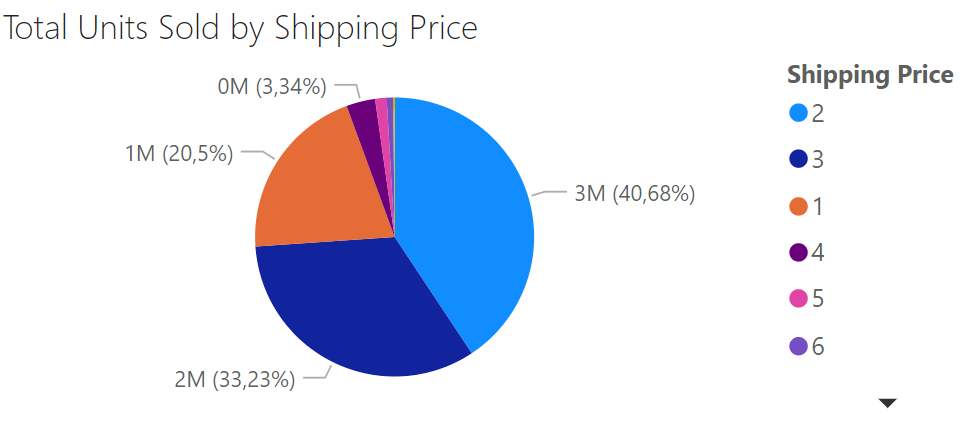 Total Units Sold by Shipping Price
0M (3,34%)
1M (20,5%)
3M (40,68%)
2M (33,23%)
Shipping Price
2
3
1
4
5
6